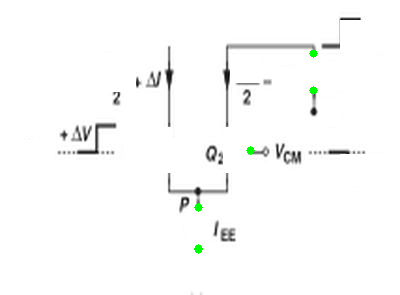 + ΔI
2
2
+ ΔV
Q2 VCM
P
IEE